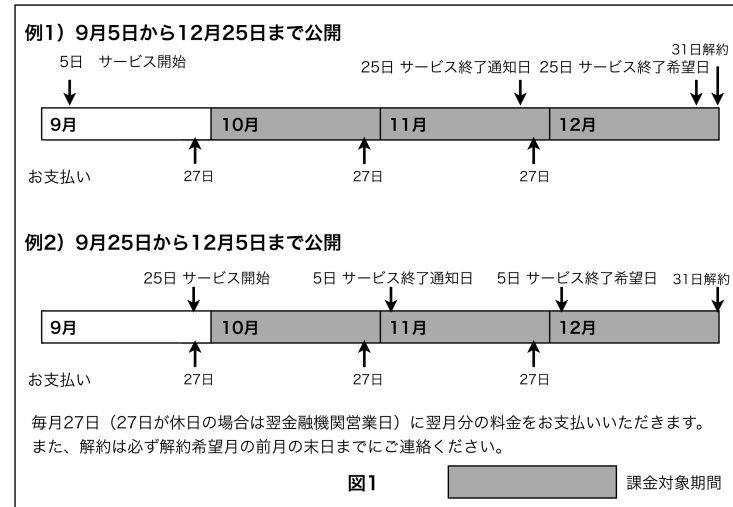 例1）9月5日から12月25日まで公開
31日解約
5日　サービス開始
25日 サービス終了通知日
25日 サービス終了希望日
9月
10月
11月
12月
お支払い
27日
27日
27日
例2）9月25日から12月5日まで公開
25日 サービス開始
5日 サービス終了通知日
5日 サービス終了希望日
31日解約
9月
10月
11月
12月
お支払い
27日
27日
27日
毎月27日（27日が休日の場合は翌金融機関営業日）に翌月分の料金をお支払いいただきます。
また、解約は必ず解約希望月の前月の末日までにご連絡ください。
図1
課金対象期間